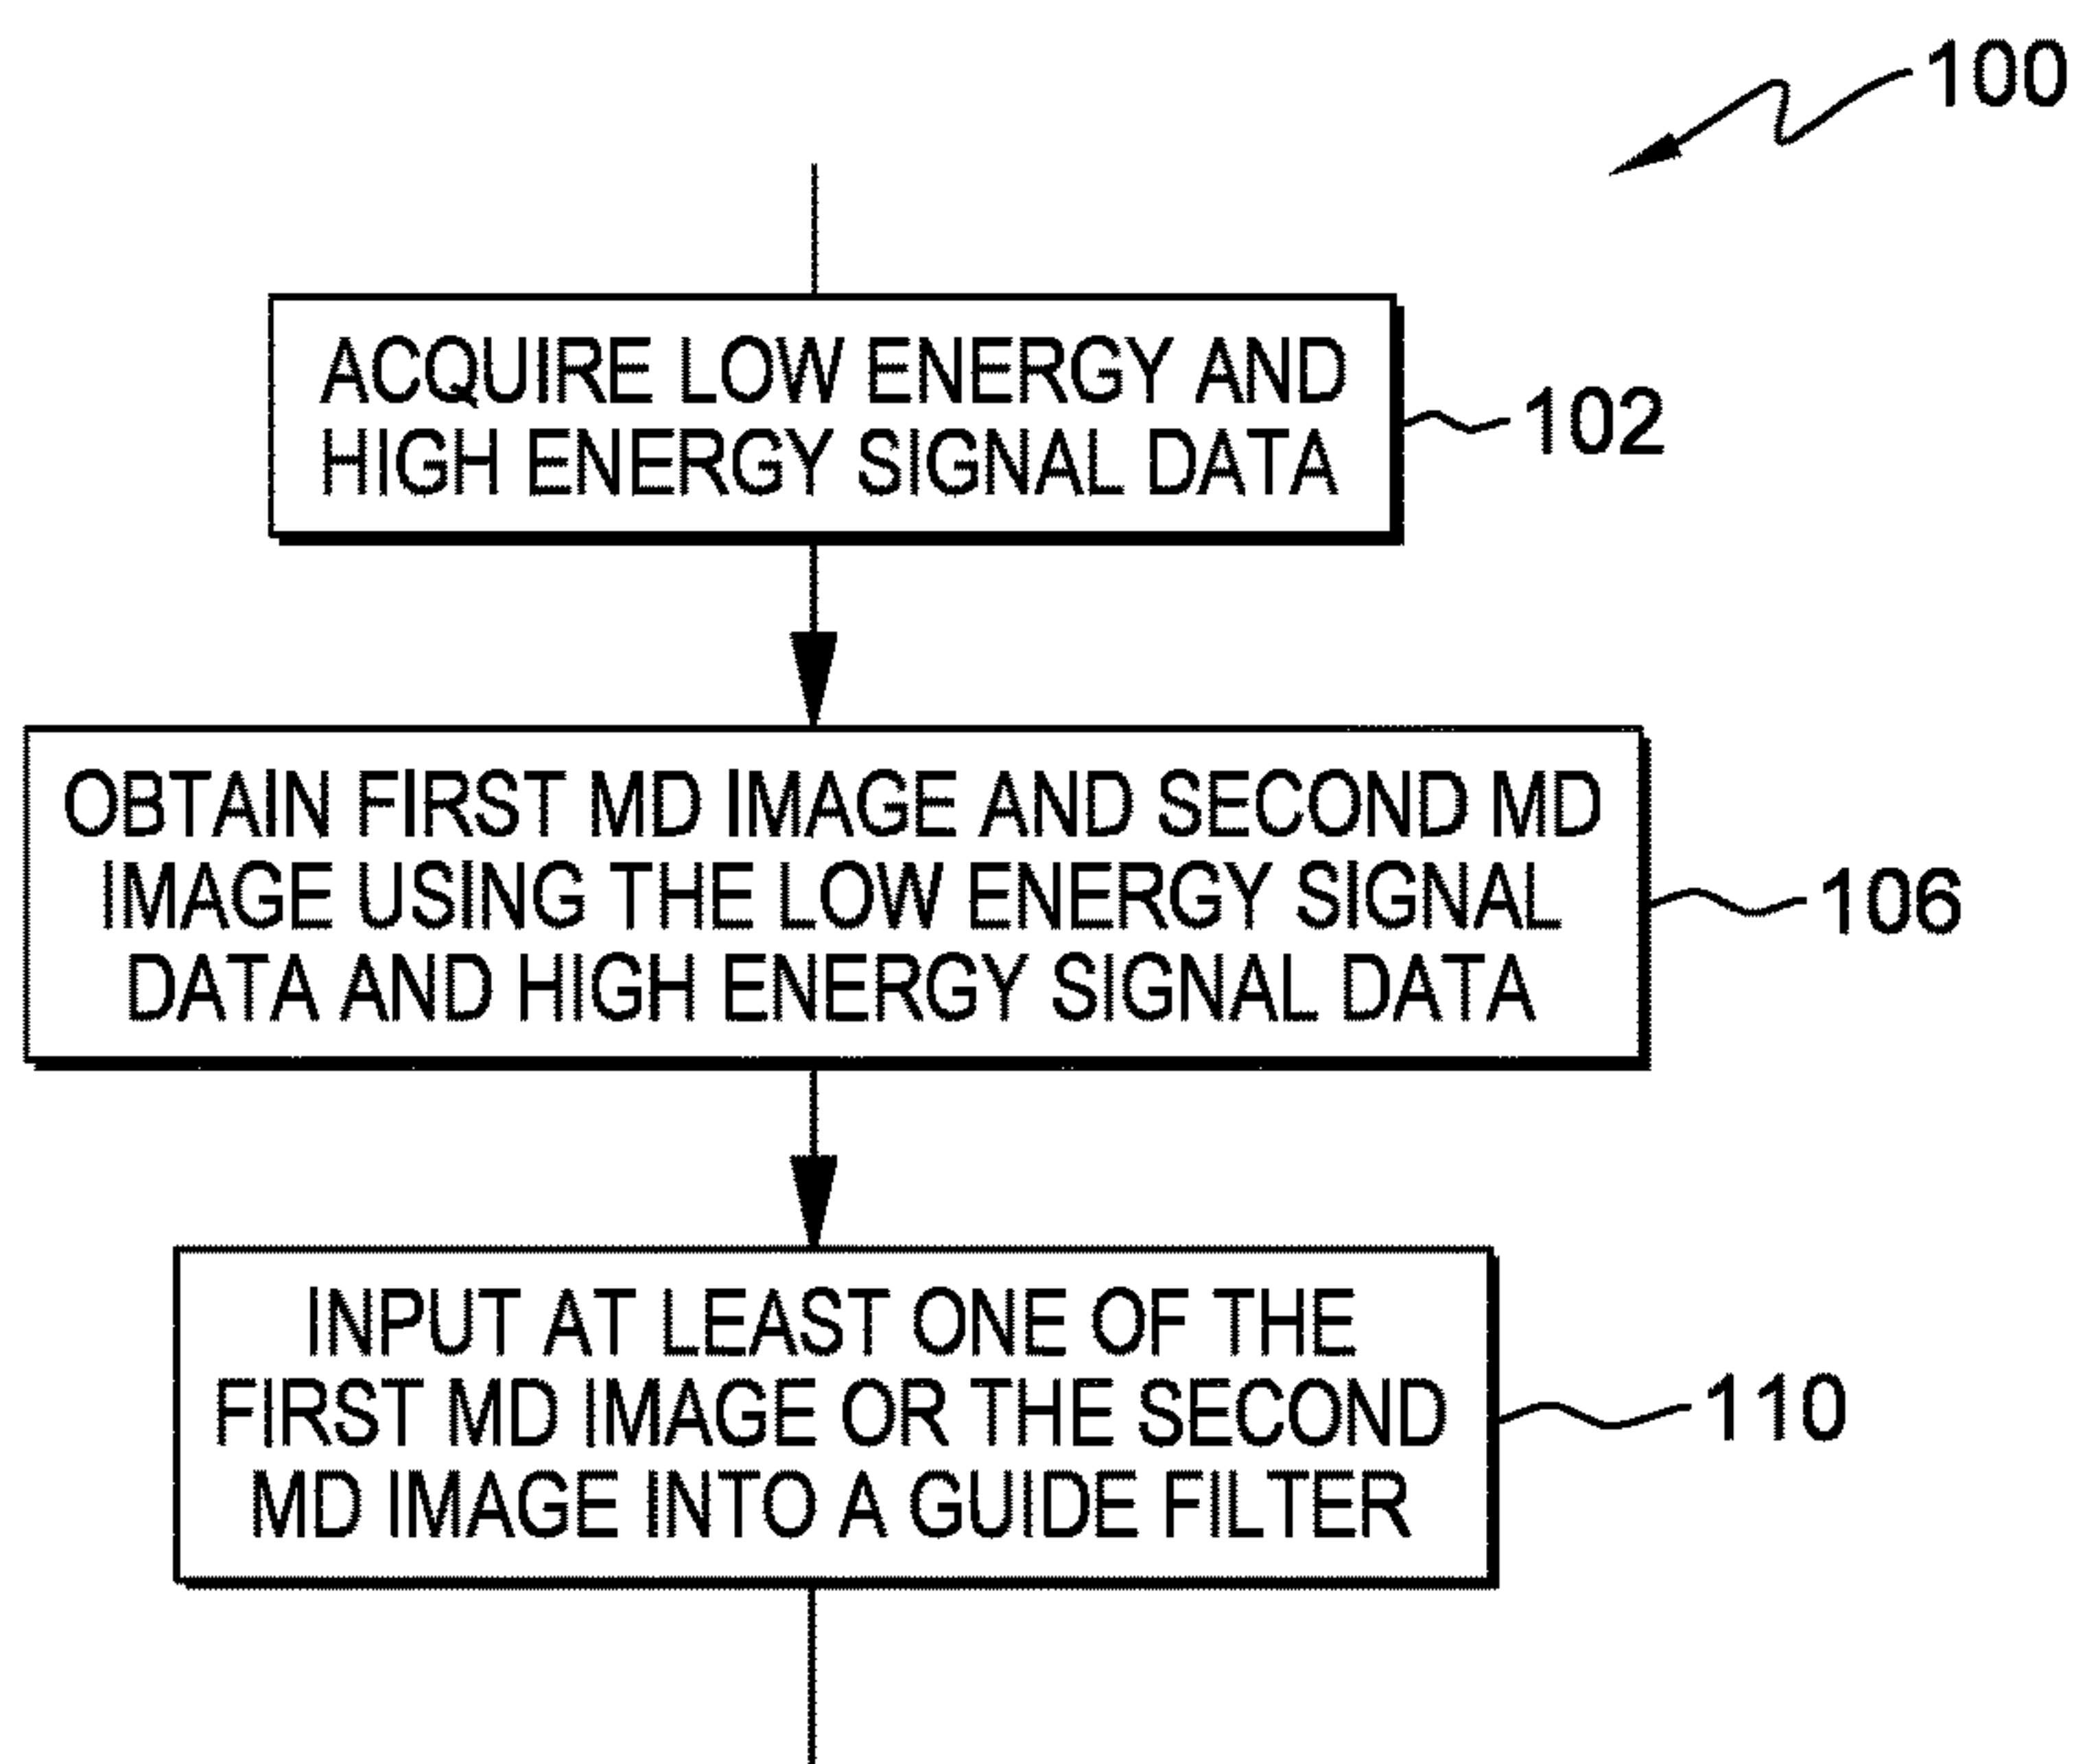 100
ACQUIRE LOW ENERGY AND
HIGH ENERGY SIGNAL DATA
102
OBTAIN FIRST MD IMAGE AND SECOND MD
IMAGE USING THE LOW ENERGY SIGNAL
DATA AND HIGH ENERGY SIGNAL DATA
106
INPUT AT LEAST ONE OF THE
FIRST MD IMAGE OR THE SECOND
MD IMAGE INTO A GUIDE FILTER
110